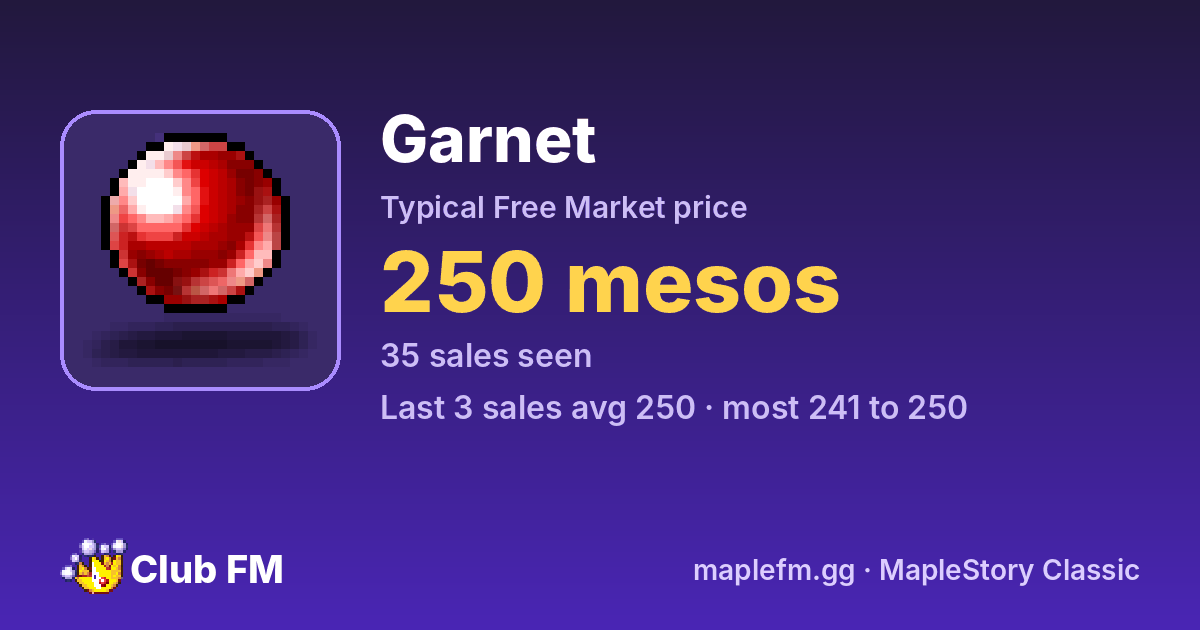 Garnet
Typical Free Market price
250 mesos
35 sales seen
Last 3 sales avg 250 · most 241 to 250
Club FM
maplefm.gg · MapleStory Classic